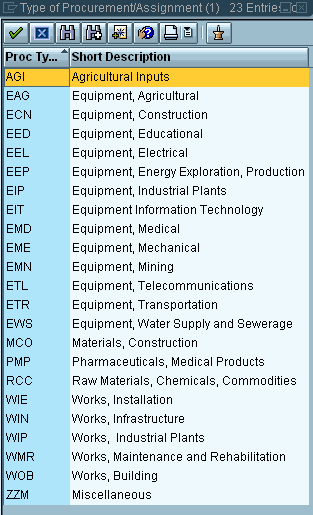 Type of Procurement/Assignment (1) 23 Entries
Proc Ty... Short Description
AGI Agricultural Inputs
EAG Equipment, Agricultural
ECN Equipment, Construction
EED Equipment, Educational
EEL Equipment, Electrical
EEP Equipment, Energy Exploration, Production
EIP Equipment, Industrial Plants
EIT Equipment Information Technology
EMD Equipment, Medical
EME Equipment, Mechanical
EMN Equipment, Mining
ETL Equipment, Telecommunications
ETR Equipment, Transportation
EWS Equipment, Water Supply and Sewerage
MCO Materials, Construction
PMP Pharmaceuticals, Medical Products
RCC Raw Materials, Chemicals, Commodities
WIE Works, Installation
WIN Works, Infrastructure
WIP Works, Industrial Plants
WMR Works, Maintenance and Rehabilitation
WOB Works, Building
ZZM Miscellaneous